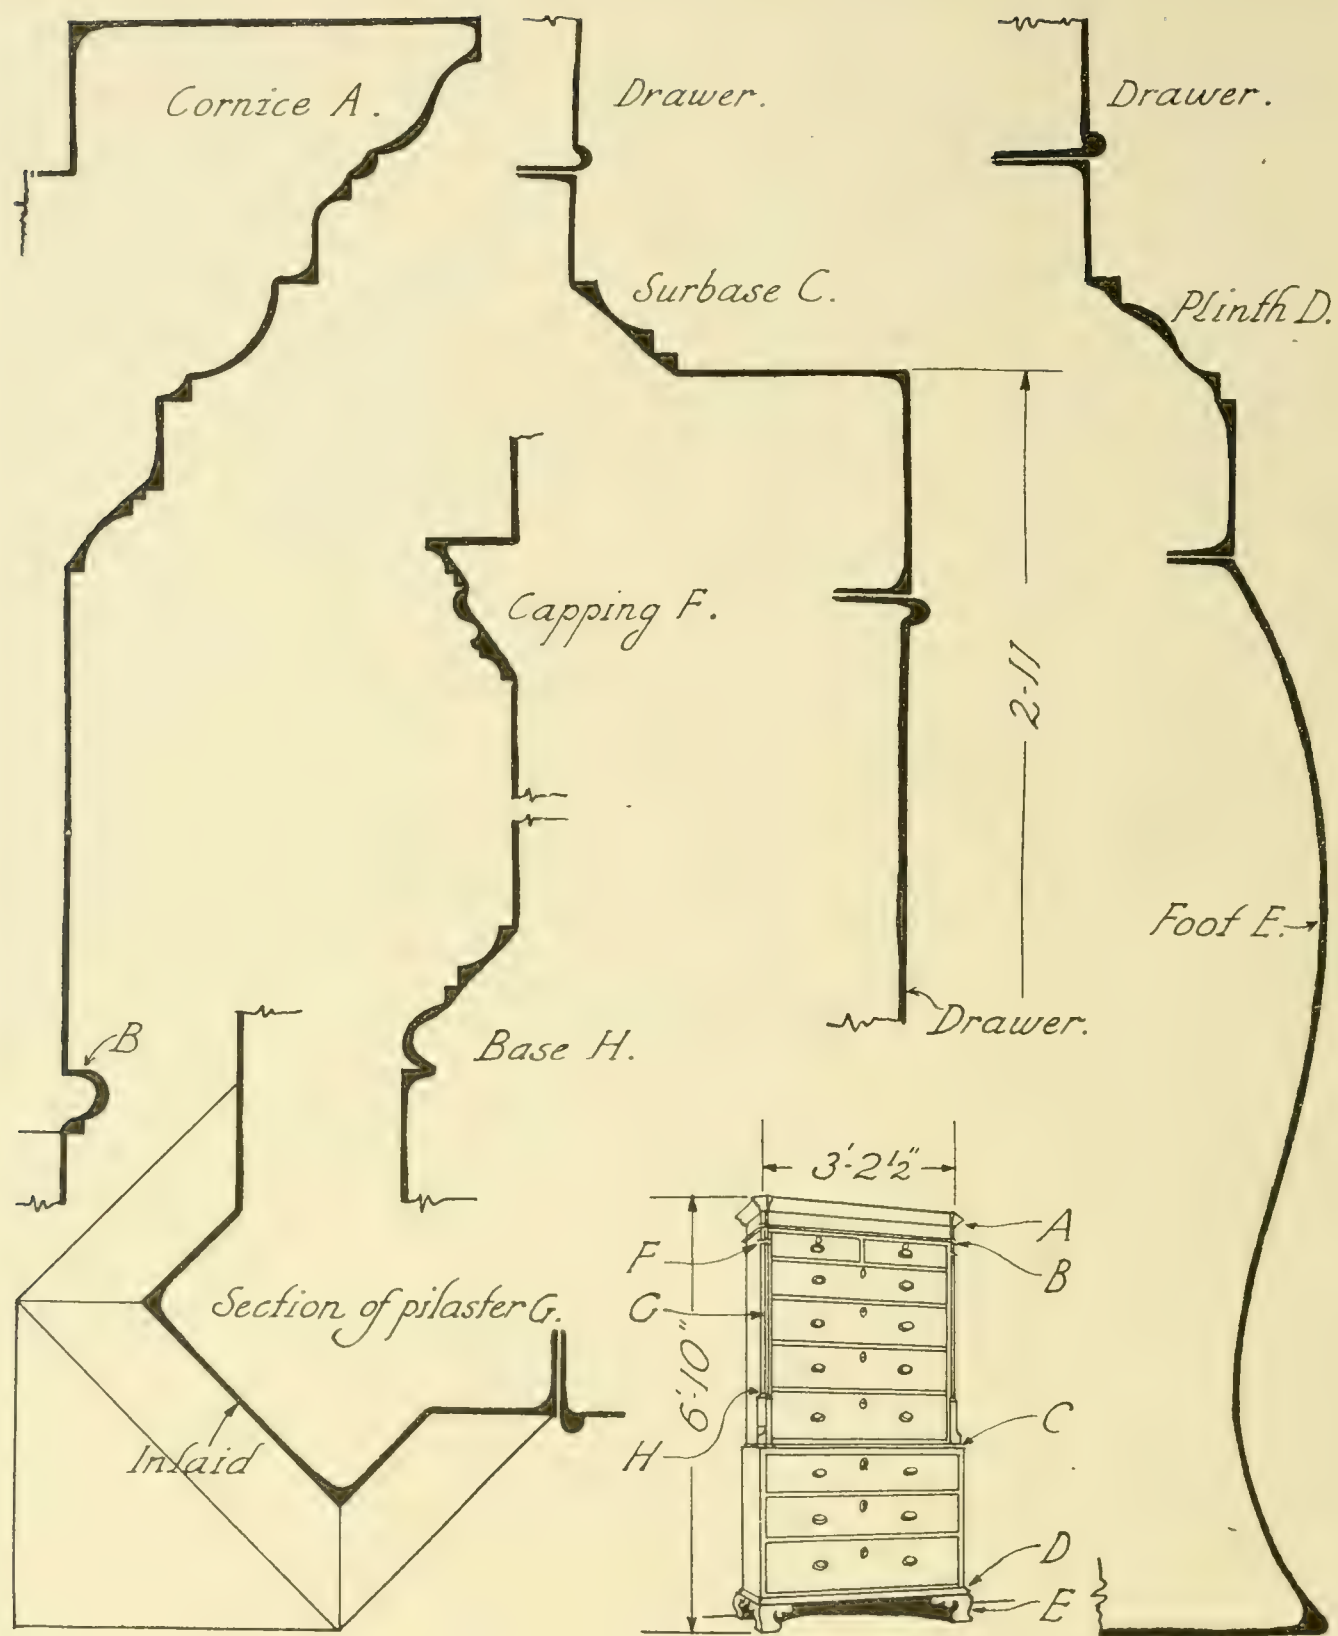 Cornice A.
Drawer.
Drawer.
Surbase C.
Plinth D.
Capping F.
2-11
Foot E.
Drawer.
B
Base H.
3'-2½"
A
F
B
G
Section of pilaster G.
6'-10"
C
Inlaid
H
D
E